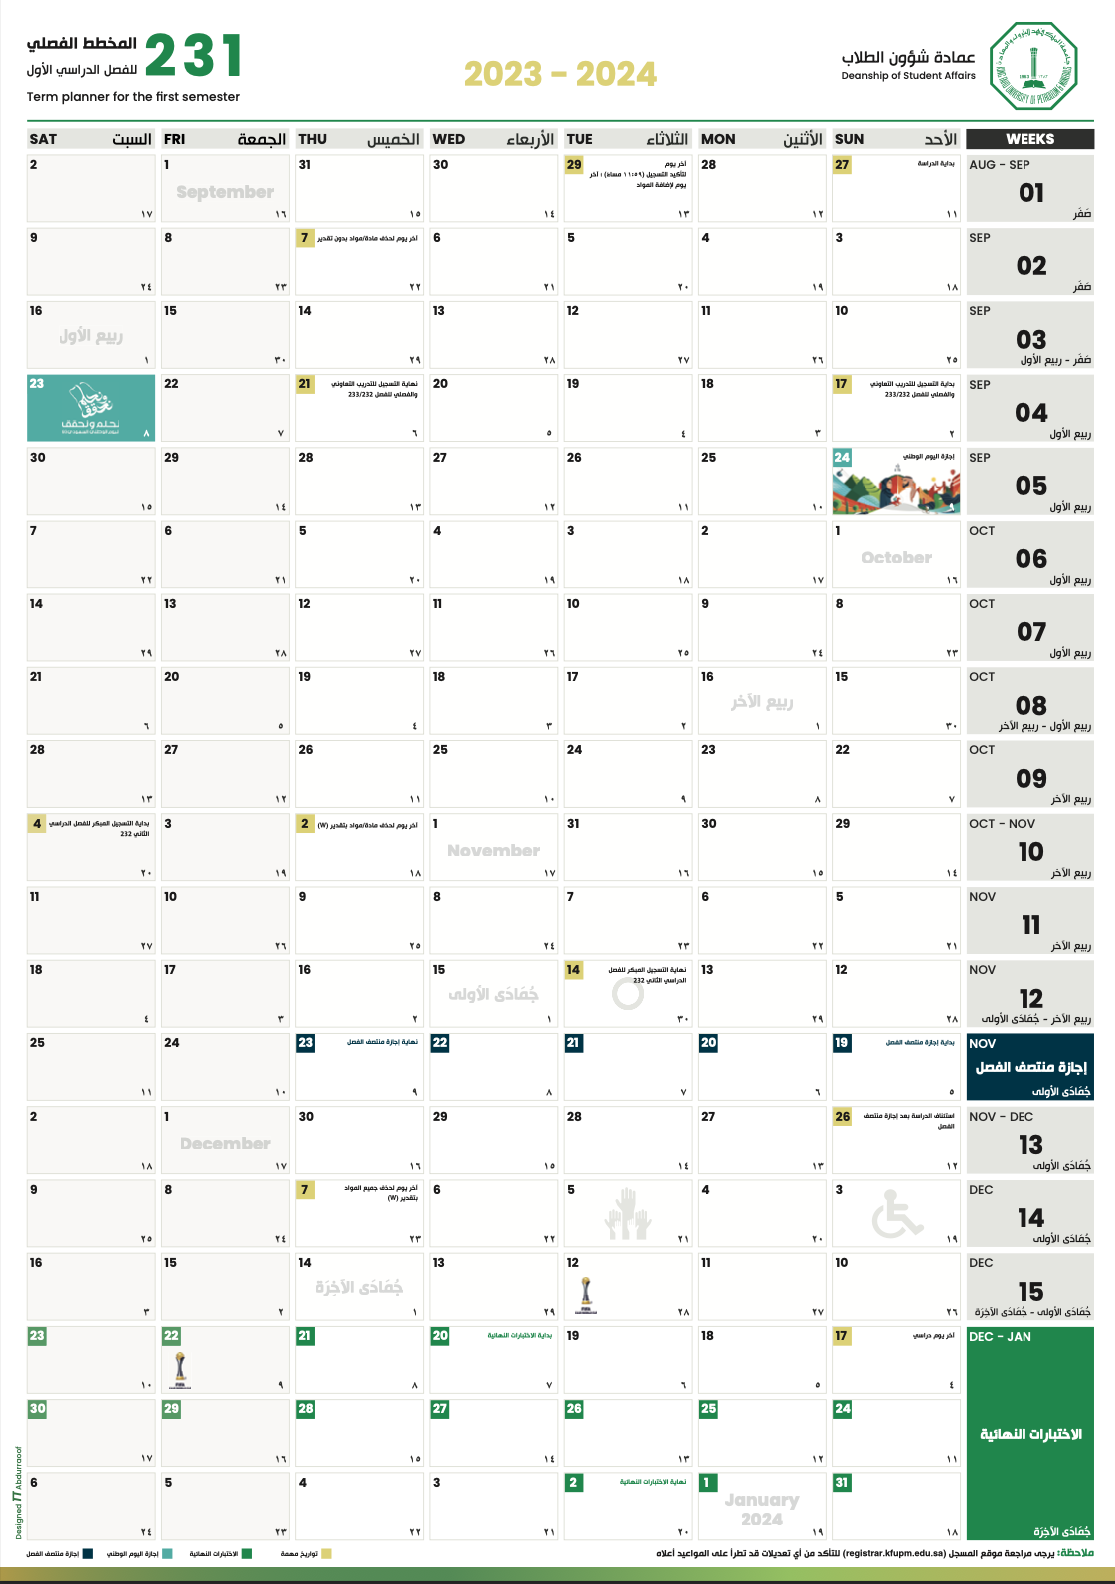 231 المخطط الفصلي
للفصل الدراسي الأول
Term planner for the first semester
2023 – 2024
عمادة شؤون الطلاب
Deanship of Student Affairs
WEEKS
الأحد SUN
الأثنين MON
الثلاثاء TUE
الأربعاء WED
الخميس THU
الجمعة FRI
السبت SAT
AUG - SEP
01
صَفَر
27 بداية الدراسة
28
29 آخر يوم
لتأكيد التسجيل (١١:٥٩ مساءً) ؛ آخر
يوم لإضافة المواد
30
31
1
September
2
١١ ١٢ ١٣ ١٤ ١٥ ١٦ ١٧
SEP
02
صَفَر
3 4 5 6
7 آخر يوم لحذف مادة/مواد بدون تقدير
8 9
١٨ ١٩ ٢٠ ٢١ ٢٢ ٢٣ ٢٤
SEP
03
صَفَر - ربيع الأول
10 11 12 13 14 15 16
ربيع الأول
٢٥ ٢٦ ٢٧ ٢٨ ٢٩ ٣٠ ١
SEP
04
ربيع الأول
17 بداية التسجيل للتدريب التعاوني
والفصلي للفصل 233/232
18 19 20
21 نهاية التسجيل للتدريب التعاوني
والفصلي للفصل 233/232
22 23
نحلم ونحقق
٢ ٣ ٤ ٥ ٦ ٧ ٨
SEP
05
ربيع الأول
24 إجازة اليوم الوطني
25 26 27 28 29 30
٩ ١٠ ١١ ١٢ ١٣ ١٤ ١٥
OCT
06
ربيع الأول
1 2 3 4 5 6 7
October
١٦ ١٧ ١٨ ١٩ ٢٠ ٢١ ٢٢
OCT
07
ربيع الأول
8 9 10 11 12 13 14
٢٣ ٢٤ ٢٥ ٢٦ ٢٧ ٢٨ ٢٩
OCT
08
ربيع الأول - ربيع الآخر
15 16 17 18 19 20 21
ربيع الآخر
٣٠ ١ ٢ ٣ ٤ ٥ ٦
OCT
09
ربيع الآخر
22 23 24 25 26 27 28
٧ ٨ ٩ ١٠ ١١ ١٢ ١٣
OCT - NOV
10
ربيع الآخر
29 30 31 1
November
2 آخر يوم لحذف مادة/مواد بتقدير (W)
3
4 بداية التسجيل المبكر للفصل الدراسي
الثاني 232
١٤ ١٥ ١٦ ١٧ ١٨ ١٩ ٢٠
NOV
11
ربيع الآخر
5 6 7 8 9 10 11
٢١ ٢٢ ٢٣ ٢٤ ٢٥ ٢٦ ٢٧
NOV
12
ربيع الآخر - جُمَادَى الأولى
12 13
14 نهاية التسجيل المبكر للفصل
الدراسي الثاني 232
15
جُمَادَى الأولى
16 17 18
٢٨ ٢٩ ٣٠ ١ ٢ ٣ ٤
NOV
إجازة منتصف الفصل
جُمَادَى الأولى
19 بداية إجازة منتصف الفصل
20 21 22
23 نهاية إجازة منتصف الفصل
24 25
٥ ٦ ٧ ٨ ٩ ١٠ ١١
NOV - DEC
13
جُمَادَى الأولى
26 استئناف الدراسة بعد إجازة منتصف
الفصل
27 28 29 30 1 2
December
١٢ ١٣ ١٤ ١٥ ١٦ ١٧ ١٨
DEC
14
جُمَادَى الأولى
3 4 5 6
7 آخر يوم لحذف جميع المواد
بتقدير (W)
8 9
١٩ ٢٠ ٢١ ٢٢ ٢٣ ٢٤ ٢٥
DEC
15
جُمَادَى الأولى - جُمَادَى الآخِرَة
10 11 12 13 14 15 16
جُمَادَى الآخِرَة
٢٦ ٢٧ ٢٨ ٢٩ ١ ٢ ٣
DEC - JAN
الاختبارات النهائية
جُمَادَى الآخِرَة
17 آخر يوم دراسي
18 19
20 بداية الاختبارات النهائية
21 22 23
٤ ٥ ٦ ٧ ٨ ٩ ١٠
24 25 26 27 28 29 30
١١ ١٢ ١٣ ١٤ ١٥ ١٦ ١٧
31 1
January
2024
2 نهاية الاختبارات النهائية
3 4 5 6
١٨ ١٩ ٢٠ ٢١ ٢٢ ٢٣ ٢٤
ملاحظة: يرجى مراجعة موقع المسجل (registrar.kfupm.edu.sa) للتأكد من أي تعديلات قد تطرأ على المواعيد أعلاه
تواريخ مهمة
الاختبارات النهائية
إجازة اليوم الوطني
إجازة منتصف الفصل
Designed Abdurraoof